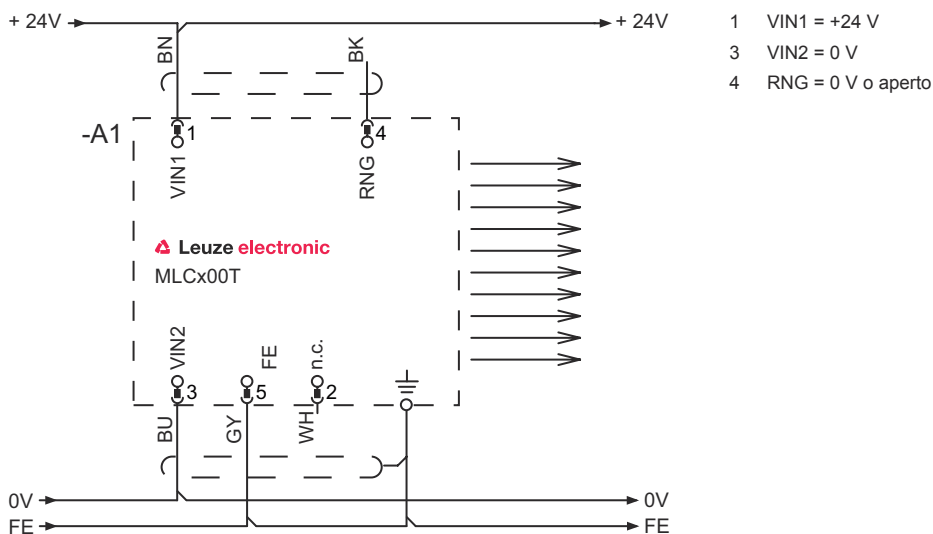 + 24V
+ 24V
1 VIN1 = +24 V
3 VIN2 = 0 V
4 RNG = 0 V o aperto
BN
BK
-A1
1
4
VIN1
RNG
Leuze electronic
MLCx00T
VIN2
FE
n.c.
3
5
2
BU
GY
WH
0V
0V
FE
FE